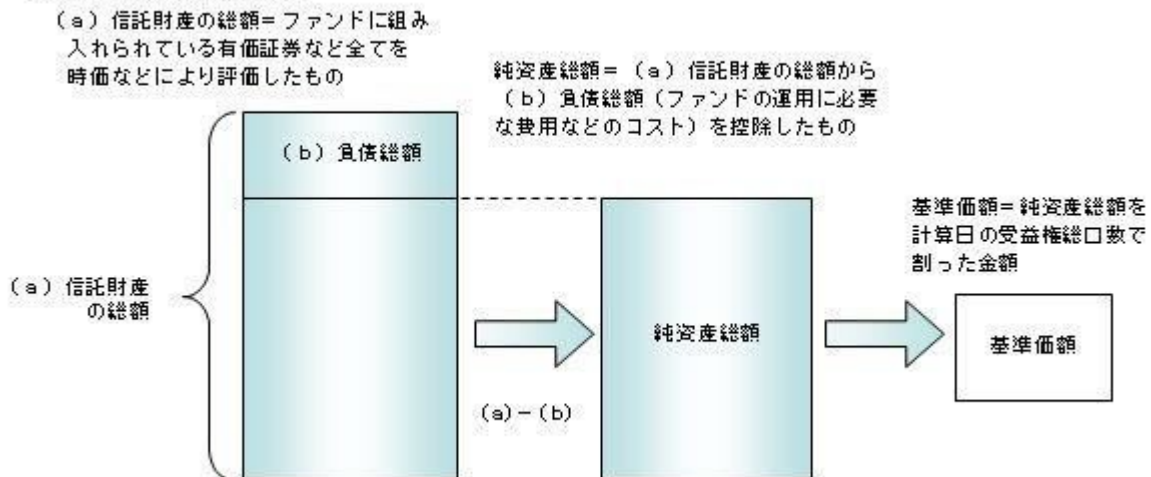 （a）信託財産の総額＝ファンドに組み
入れられている有価証券など全てを
時価などにより評価したもの
純資産総額＝（a）信託財産の総額から
（b）負債総額（ファンドの運用に必要
な費用などのコスト）を控除したもの
（b）負債総額
基準価額＝純資産総額を
計算日の受益権総口数で
割った金額
（a）信託財産
の総額
純資産総額
基準価額
（a）－（b）